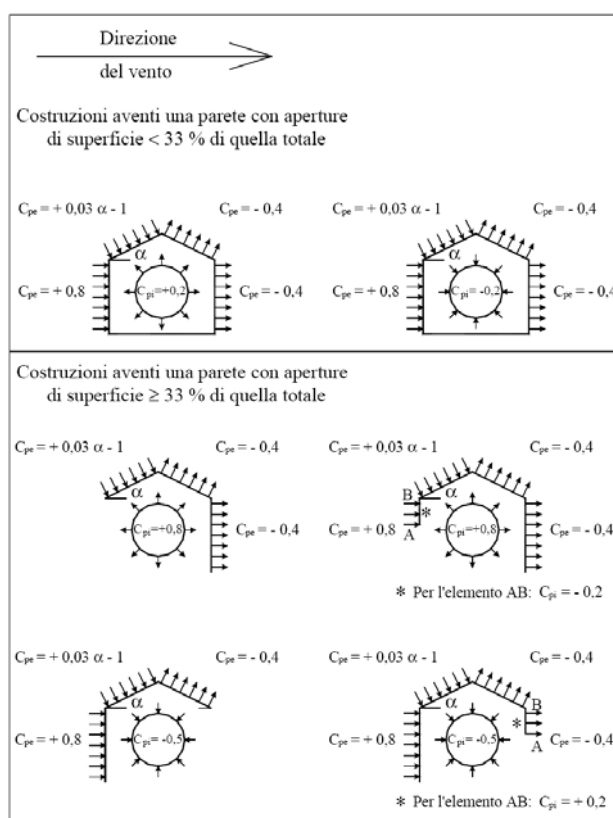 Direzione
del vento
Costruzioni aventi una parete con aperture
di superficie < 33 % di quella totale
Cpe = + 0,03 α - 1
Cpe = - 0,4
α
Cpe = + 0,8
Cpi=+0,2
Cpe = - 0,4
Cpe = + 0,03 α - 1
Cpe = - 0,4
α
Cpe = + 0,8
Cpi= -0,2
Cpe = - 0,4
Costruzioni aventi una parete con aperture
di superficie ≥ 33 % di quella totale
Cpe = + 0,03 α - 1
Cpe = - 0,4
α
Cpi=+0,8
Cpe = - 0,4
Cpe = + 0,03 α - 1
Cpe = - 0,4
B
α
*
Cpe = + 0,8
A
Cpi=+0,8
Cpe = - 0,4
* Per l'elemento AB: Cpi = - 0,2
Cpe = + 0,03 α - 1
Cpe = - 0,4
α
Cpe = + 0,8
Cpi= -0,5
Cpe = + 0,03 α - 1
Cpe = - 0,4
α
B
*
Cpe = + 0,8
Cpi= -0,5
A
Cpe = - 0,4
* Per l'elemento AB: Cpi = + 0,2